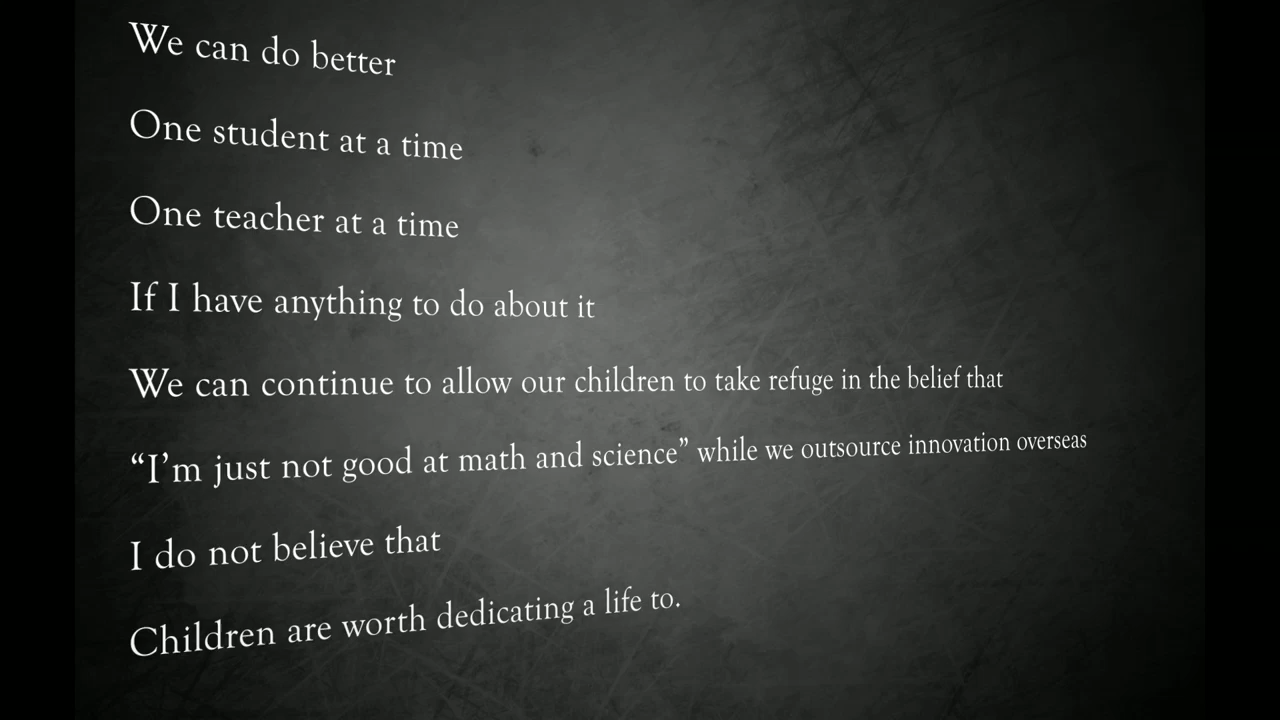 We can do better
One student at a time
One teacher at a time
If I have anything to do about it
We can continue to allow our children to take refuge in the belief that
“I’m just not good at math and science” while we outsource innovation overseas
I do not believe that
Children are worth dedicating a life to.